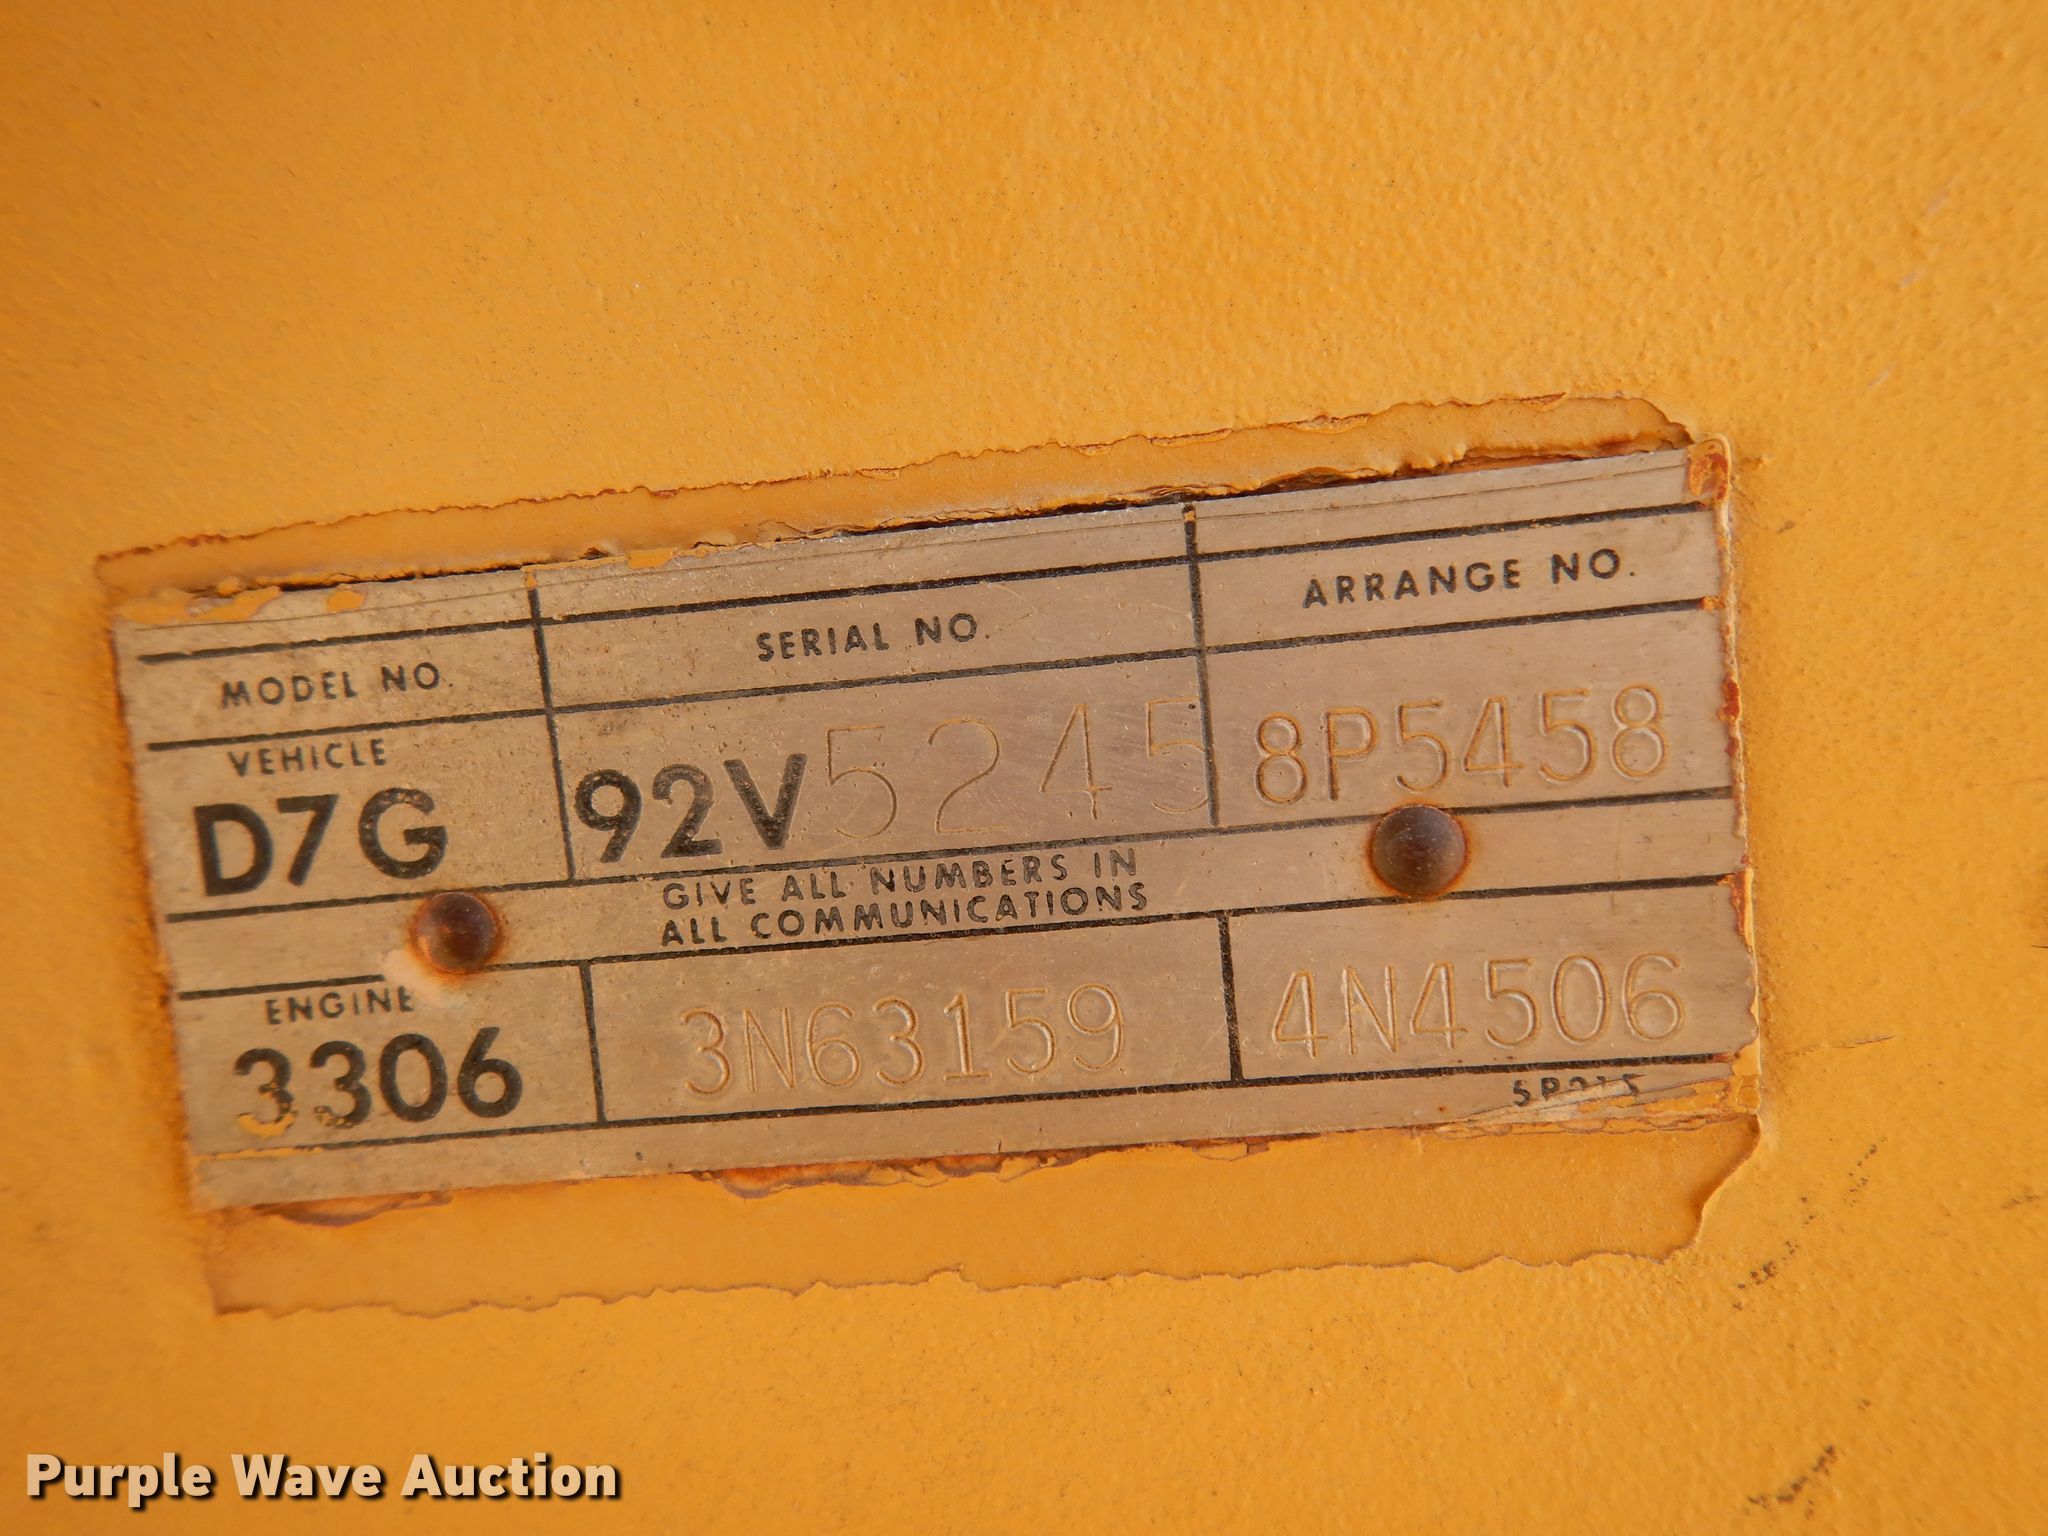 MODEL NO. SERIAL NO. ARRANGE NO.
VEHICLE
D7G 92V5245 8P5458
GIVE ALL NUMBERS IN
ALL COMMUNICATIONS
ENGINE
3306 3N63159 4N4506
Purple Wave Auction